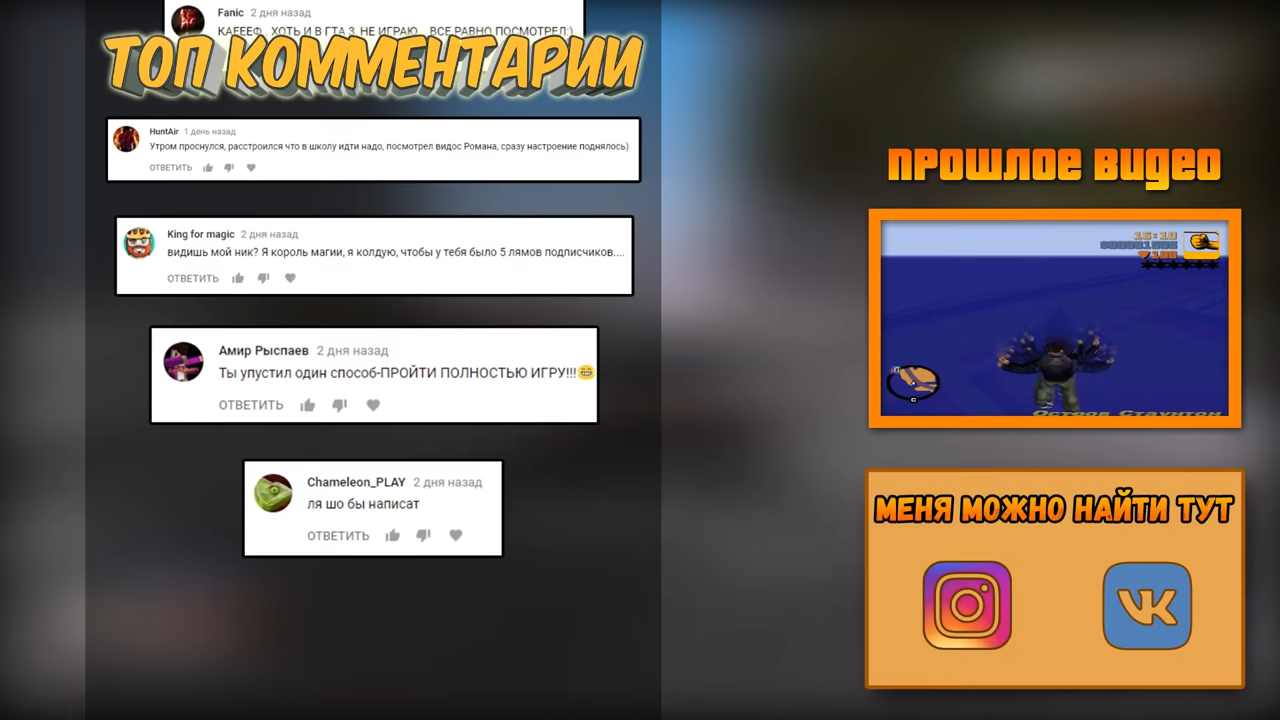 Fanic 2 дня назад
КАЕЕЕФ.. ХОТЬ И В ГТА 3, НЕ ИГРАЮ... ВСЕ РАВНО ПОСМОТРЕЛ:)
ТОП КОММЕНТАРИИ
HuntAir 1 день назад
Утром проснулся, расстроился что в школу идти надо, посмотрел видос Романа, сразу настроение поднялось)
ОТВЕТИТЬ
King for magic 2 дня назад
видишь мой ник? Я король магии, я колдую, чтобы у тебя было 5 лямов подписчиков....
ОТВЕТИТЬ
Амир Рыспаев 2 дня назад
Ты упустил один способ-ПРОЙТИ ПОЛНОСТЬЮ ИГРУ!!!😁
ОТВЕТИТЬ
Chameleon_PLAY 2 дня назад
ля шо бы написат
ОТВЕТИТЬ
ПРОШЛОЕ ВИДЕО
16:10
Остров Стаунтон
МЕНЯ МОЖНО НАЙТИ ТУТ